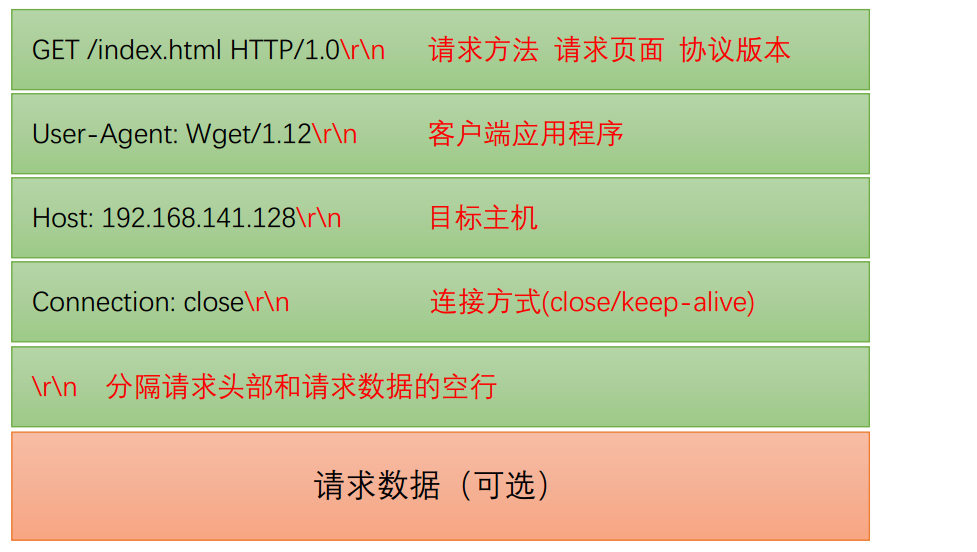 GET /index.html HTTP/1.0\r\n 请求方法 请求页面 协议版本
User-Agent: Wget/1.12\r\n 客户端应用程序
Host: 192.168.141.128\r\n 目标主机
Connection: close\r\n 连接方式(close/keep-alive)
\r\n 分隔请求头部和请求数据的空行
请求数据（可选）